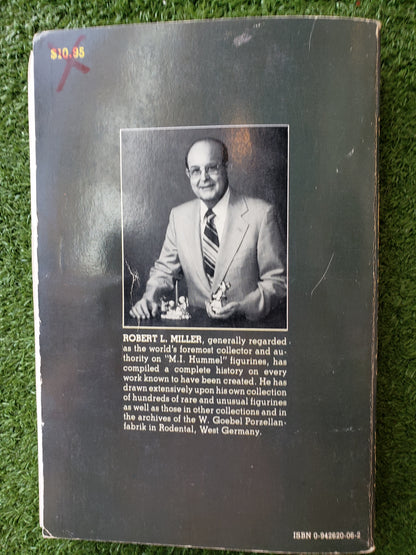 $10.95
ROBERT L. MILLER, generally regarded
as the world's foremost collector and au-
thority on "M.I. Hummel" figurines, has
compiled a complete history on every
work known to have been created. He has
drawn extensively upon his own collection
of hundreds of rare and unusual figurines
as well as those in other collections and in
the archives of the W. Goebel Porzellan-
fabrik in Rodental, West Germany.
ISBN 0-942620-06-2